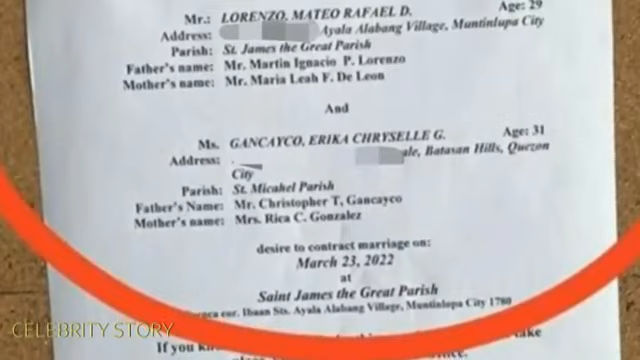 Mr.: LORENZO, MATEO RAFAEL D. Age: 29
Address: Ayala Alabang Village, Muntinlupa City
Parish: St. James the Great Parish
Father's name: Mr. Martin Ignacio P. Lorenzo
Mother's name: Mr. Maria Leah F. De Leon
And
Ms. GANCAYCO, ERIKA CHRYSELLE G. Age: 31
Address: ale, Batasan Hills, Quezon
City
Parish: St. Micahel Parish
Father's Name: Mr. Christopher T, Gancayco
Mother's name: Mrs. Rica C. Gonzalez
desire to contract marriage on:
March 23, 2022
at
Saint James the Great Parish
cor. Ibaan Sts. Ayala Alabang Village, Muntinlupa City 1780
CELEBRITY STORY
If you